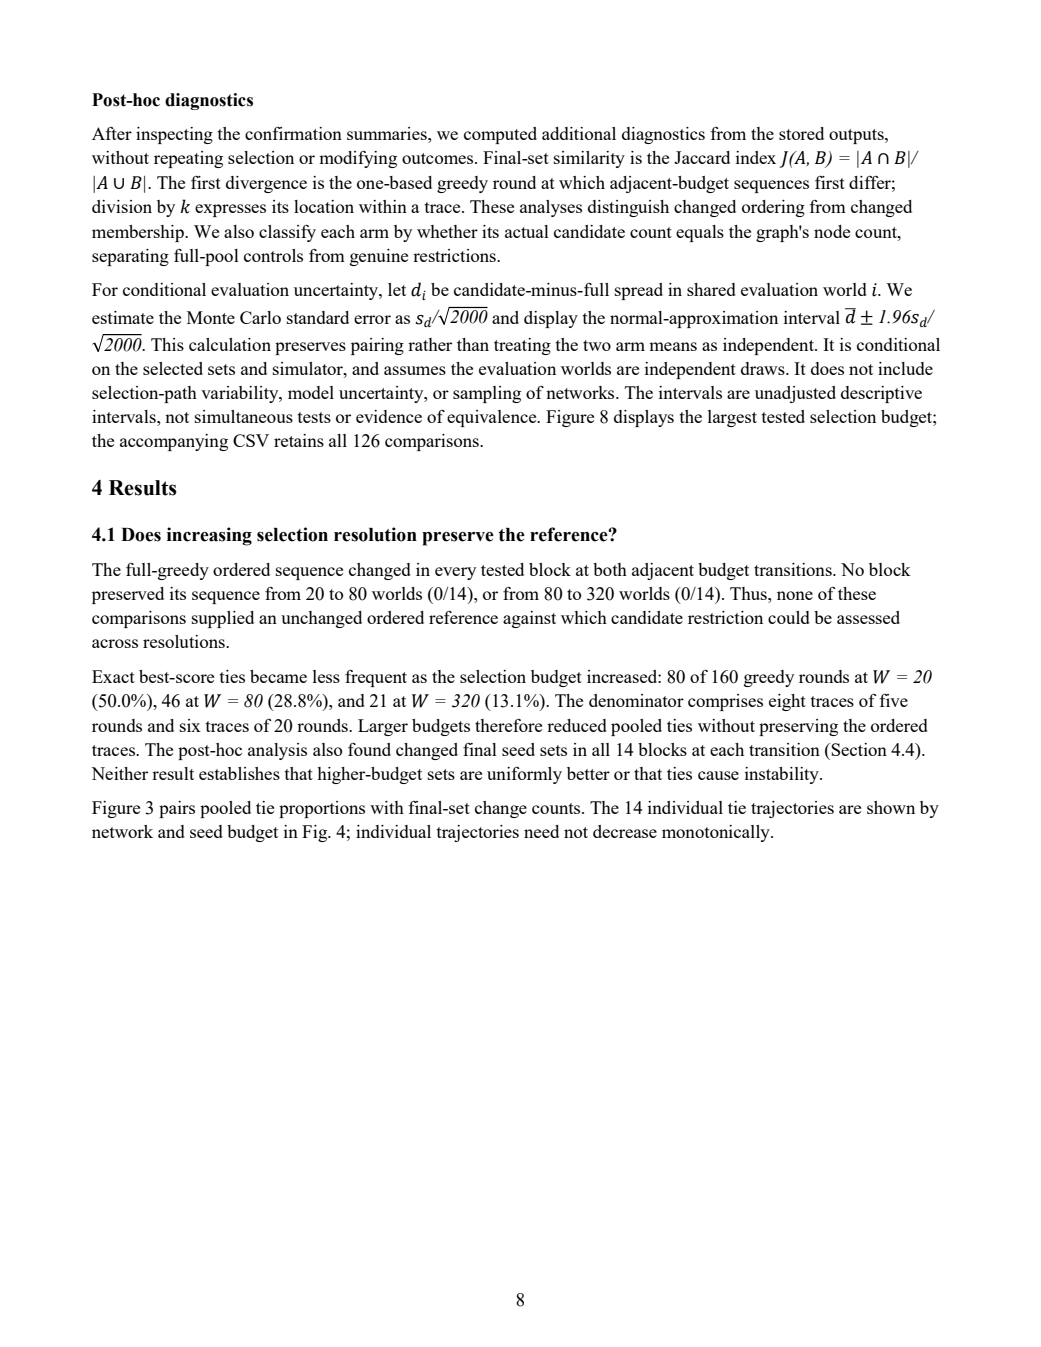 Post-hoc diagnostics
After inspecting the confirmation summaries, we computed additional diagnostics from the stored outputs,
without repeating selection or modifying outcomes. Final-set similarity is the Jaccard index J(A, B) = |A ∩ B|/
|A ∪ B|. The first divergence is the one-based greedy round at which adjacent-budget sequences first differ;
division by k expresses its location within a trace. These analyses distinguish changed ordering from changed
membership. We also classify each arm by whether its actual candidate count equals the graph's node count,
separating full-pool controls from genuine restrictions.
For conditional evaluation uncertainty, let dᵢ be candidate-minus-full spread in shared evaluation world i. We
estimate the Monte Carlo standard error as s_d/√2000 and display the normal-approximation interval d̅ ± 1.96s_d/
√2000. This calculation preserves pairing rather than treating the two arm means as independent. It is conditional
on the selected sets and simulator, and assumes the evaluation worlds are independent draws. It does not include
selection-path variability, model uncertainty, or sampling of networks. The intervals are unadjusted descriptive
intervals, not simultaneous tests or evidence of equivalence. Figure 8 displays the largest tested selection budget;
the accompanying CSV retains all 126 comparisons.
4 Results
4.1 Does increasing selection resolution preserve the reference?
The full-greedy ordered sequence changed in every tested block at both adjacent budget transitions. No block
preserved its sequence from 20 to 80 worlds (0/14), or from 80 to 320 worlds (0/14). Thus, none of these
comparisons supplied an unchanged ordered reference against which candidate restriction could be assessed
across resolutions.
Exact best-score ties became less frequent as the selection budget increased: 80 of 160 greedy rounds at W = 20
(50.0%), 46 at W = 80 (28.8%), and 21 at W = 320 (13.1%). The denominator comprises eight traces of five
rounds and six traces of 20 rounds. Larger budgets therefore reduced pooled ties without preserving the ordered
traces. The post-hoc analysis also found changed final seed sets in all 14 blocks at each transition (Section 4.4).
Neither result establishes that higher-budget sets are uniformly better or that ties cause instability.
Figure 3 pairs pooled tie proportions with final-set change counts. The 14 individual tie trajectories are shown by
network and seed budget in Fig. 4; individual trajectories need not decrease monotonically.
8